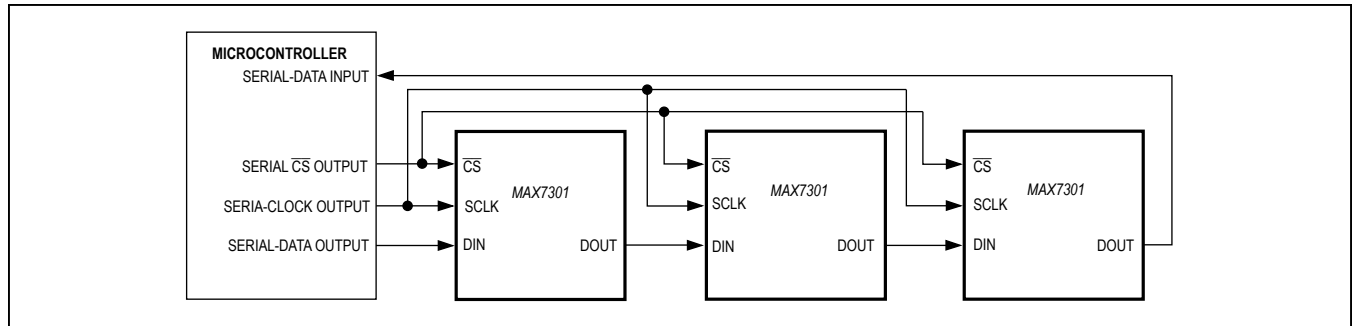 MICROCONTROLLER
SERIAL-DATA INPUT
SERIAL CS OUTPUT
SERIA-CLOCK OUTPUT
SERIAL-DATA OUTPUT
CS
SCLK
DIN
MAX7301
DOUT
CS
SCLK
DIN
MAX7301
DOUT
CS
SCLK
DIN
MAX7301
DOUT